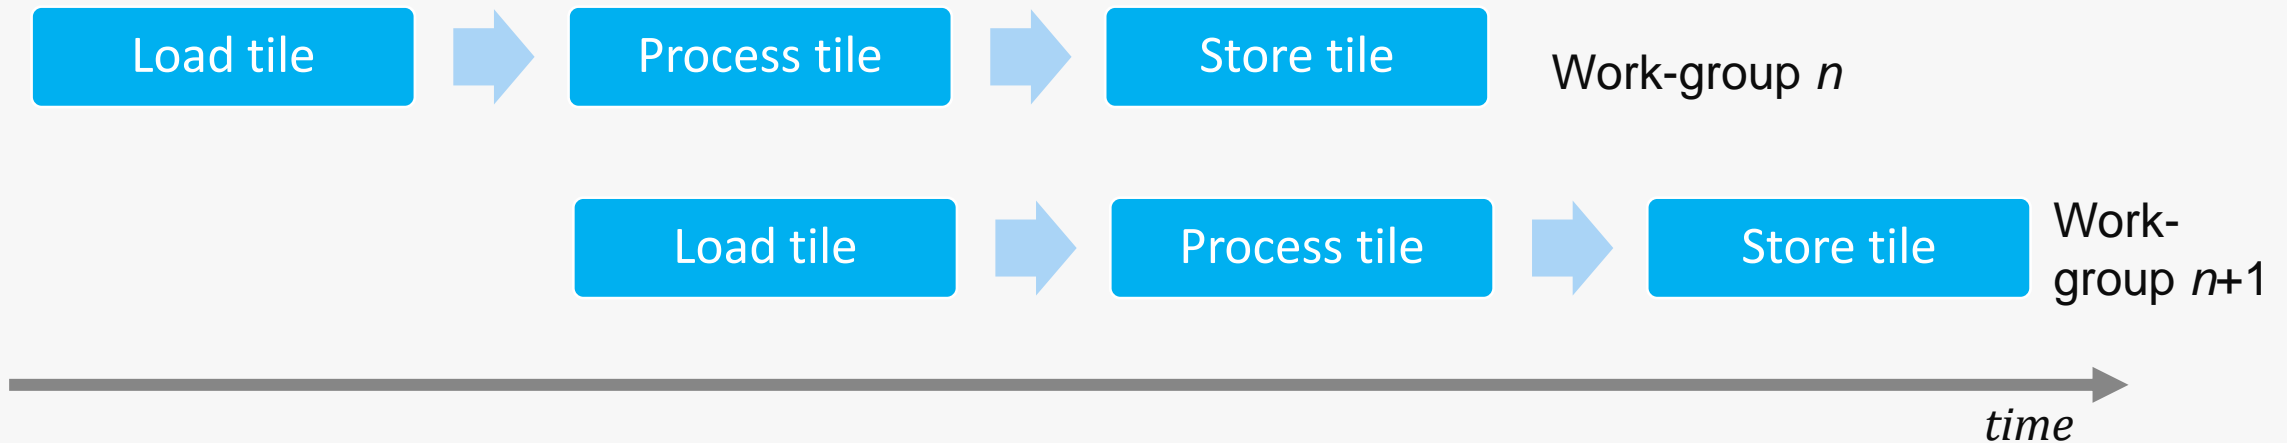 Load tile
Process tile
Store tile
Work-group n
Load tile
Process tile
Store tile
Work-
group n+1
time